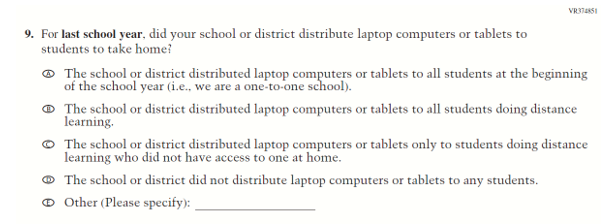 VR374851
9. For last school year, did your school or district distribute laptop computers or tablets to
students to take home?
Ⓐ The school or district distributed laptop computers or tablets to all students at the beginning
of the school year (i.e., we are a one-to-one school).
Ⓑ The school or district distributed laptop computers or tablets to all students doing distance
learning.
Ⓒ The school or district distributed laptop computers or tablets only to students doing distance
learning who did not have access to one at home.
Ⓓ The school or district did not distribute laptop computers or tablets to any students.
Ⓔ Other (Please specify):